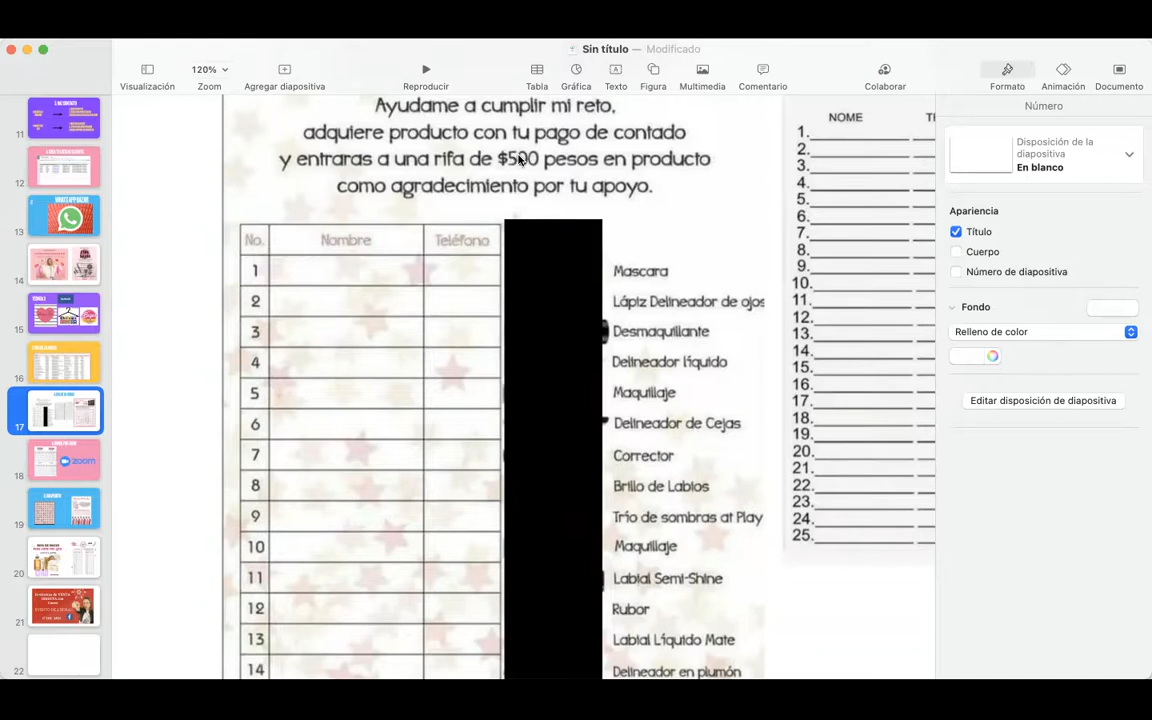 Sin título — Modificado
120%
Visualización
Zoom
Agregar diapositiva
Reproducir
Tabla
Gráfica
Texto
Figura
Multimedia
Comentario
Colaborar
Formato
Animación
Documento
11
12
13
14
15
16
17
18
zoom
19
20
21
22
Ayudame a cumplir mi reto,
adquiere producto con tu pago de contado
y entraras a una rifa de $500 pesos en producto
como agradecimiento por tu apoyo.
No. Nombre Teléfono
1 Mascara
2 Lápiz Delineador de ojos
3 Desmaquillante
4 Delineador líquido
5 Maquillaje
6 Delineador de Cejas
7 Corrector
8 Brillo de Labios
9 Trío de sombras at Play
10 Maquillaje
11 Labial Semi-Shine
12 Rubor
13 Labial Líquido Mate
14 Delineador en plumón
NOME
1.
2.
3.
4.
5.
6.
7.
8.
9.
10.
11.
12.
13.
14.
15.
16.
17.
18.
19.
20.
21.
22.
23.
24.
25.
Número
Disposición de la
diapositiva
En blanco
Apariencia
Título
Cuerpo
Número de diapositiva
Fondo
Relleno de color
Editar disposición de diapositiva